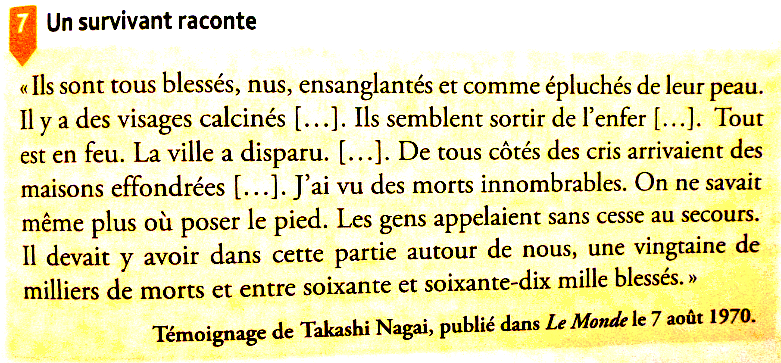 7 Un survivant raconte
« Ils sont tous blessés, nus, ensanglantés et comme épluchés de leur peau.
Il y a des visages calcinés [...]. Ils semblent sortir de l'enfer [...]. Tout
est en feu. La ville a disparu. [...]. De tous côtés des cris arrivaient des
maisons effondrées [...]. J'ai vu des morts innombrables. On ne savait
même plus où poser le pied. Les gens appelaient sans cesse au secours.
Il devait y avoir dans cette partie autour de nous, une vingtaine de
milliers de morts et entre soixante et soixante-dix mille blessés. »
Témoignage de Takashi Nagai, publié dans Le Monde le 7 août 1970.